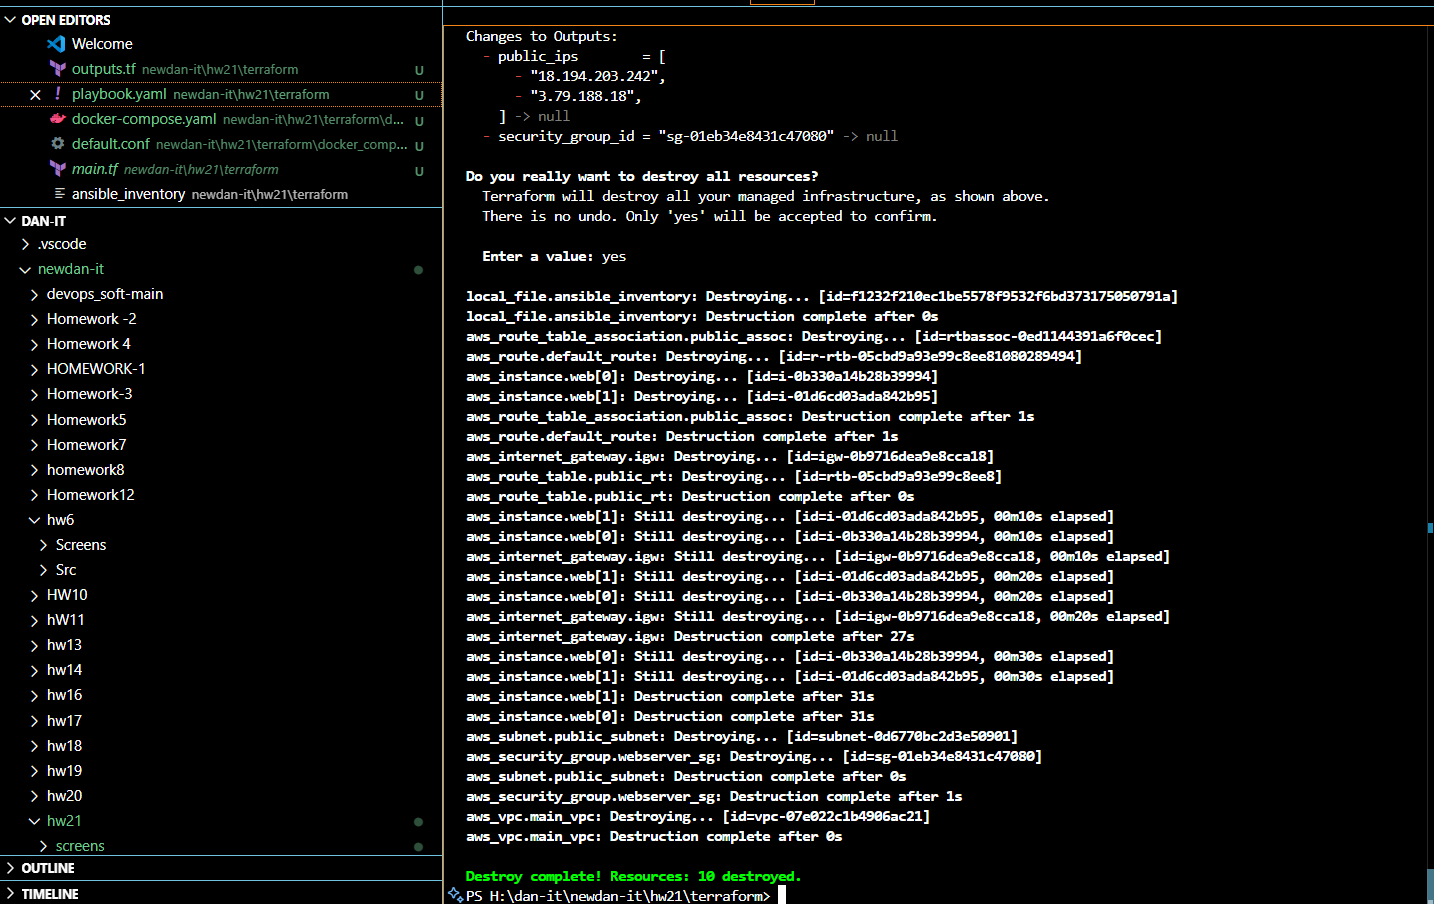 OPEN EDITORS
Welcome
outputs.tf newdan-it\hw21\terraform U
playbook.yaml newdan-it\hw21\terraform U
docker-compose.yaml newdan-it\hw21\terraform\d... U
default.conf newdan-it\hw21\terraform\docker_comp... U
main.tf newdan-it\hw21\terraform U
ansible_inventory newdan-it\hw21\terraform
DAN-IT
.vscode
newdan-it
devops_soft-main
Homework -2
Homework 4
HOMEWORK-1
Homework-3
Homework5
Homework7
homework8
Homework12
hw6
Screens
Src
HW10
hW11
hw13
hw14
hw16
hw17
hw18
hw19
hw20
hw21
screens
OUTLINE
TIMELINE
Changes to Outputs:
- public_ips = [
- "18.194.203.242",
- "3.79.188.18",
] -> null
- security_group_id = "sg-01eb34e8431c47080" -> null
Do you really want to destroy all resources?
Terraform will destroy all your managed infrastructure, as shown above.
There is no undo. Only 'yes' will be accepted to confirm.
Enter a value: yes
local_file.ansible_inventory: Destroying... [id=f1232f210ec1be5578f9532f6bd373175050791a]
local_file.ansible_inventory: Destruction complete after 0s
aws_route_table_association.public_assoc: Destroying... [id=rtbassoc-0ed1144391a6f0cec]
aws_route.default_route: Destroying... [id=r-rtb-05cbd9a93e99c8ee81080289494]
aws_instance.web[0]: Destroying... [id=i-0b330a14b28b39994]
aws_instance.web[1]: Destroying... [id=i-01d6cd03ada842b95]
aws_route_table_association.public_assoc: Destruction complete after 1s
aws_route.default_route: Destruction complete after 1s
aws_internet_gateway.igw: Destroying... [id=igw-0b9716dea9e8cca18]
aws_route_table.public_rt: Destroying... [id=rtb-05cbd9a93e99c8ee8]
aws_route_table.public_rt: Destruction complete after 0s
aws_instance.web[1]: Still destroying... [id=i-01d6cd03ada842b95, 00m10s elapsed]
aws_instance.web[0]: Still destroying... [id=i-0b330a14b28b39994, 00m10s elapsed]
aws_internet_gateway.igw: Still destroying... [id=igw-0b9716dea9e8cca18, 00m10s elapsed]
aws_instance.web[1]: Still destroying... [id=i-01d6cd03ada842b95, 00m20s elapsed]
aws_instance.web[0]: Still destroying... [id=i-0b330a14b28b39994, 00m20s elapsed]
aws_internet_gateway.igw: Still destroying... [id=igw-0b9716dea9e8cca18, 00m20s elapsed]
aws_internet_gateway.igw: Destruction complete after 27s
aws_instance.web[0]: Still destroying... [id=i-0b330a14b28b39994, 00m30s elapsed]
aws_instance.web[1]: Still destroying... [id=i-01d6cd03ada842b95, 00m30s elapsed]
aws_instance.web[1]: Destruction complete after 31s
aws_instance.web[0]: Destruction complete after 31s
aws_subnet.public_subnet: Destroying... [id=subnet-0d6770bc2d3e50901]
aws_security_group.webserver_sg: Destroying... [id=sg-01eb34e8431c47080]
aws_subnet.public_subnet: Destruction complete after 0s
aws_security_group.webserver_sg: Destruction complete after 1s
aws_vpc.main_vpc: Destroying... [id=vpc-07e022c1b4906ac21]
aws_vpc.main_vpc: Destruction complete after 0s
Destroy complete! Resources: 10 destroyed.
PS H:\dan-it\newdan-it\hw21\terraform>